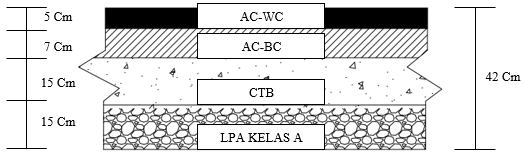 5 Cm
AC-WC
7 Cm
AC-BC
15 Cm
CTB
42 Cm
15 Cm
LPA KELAS A